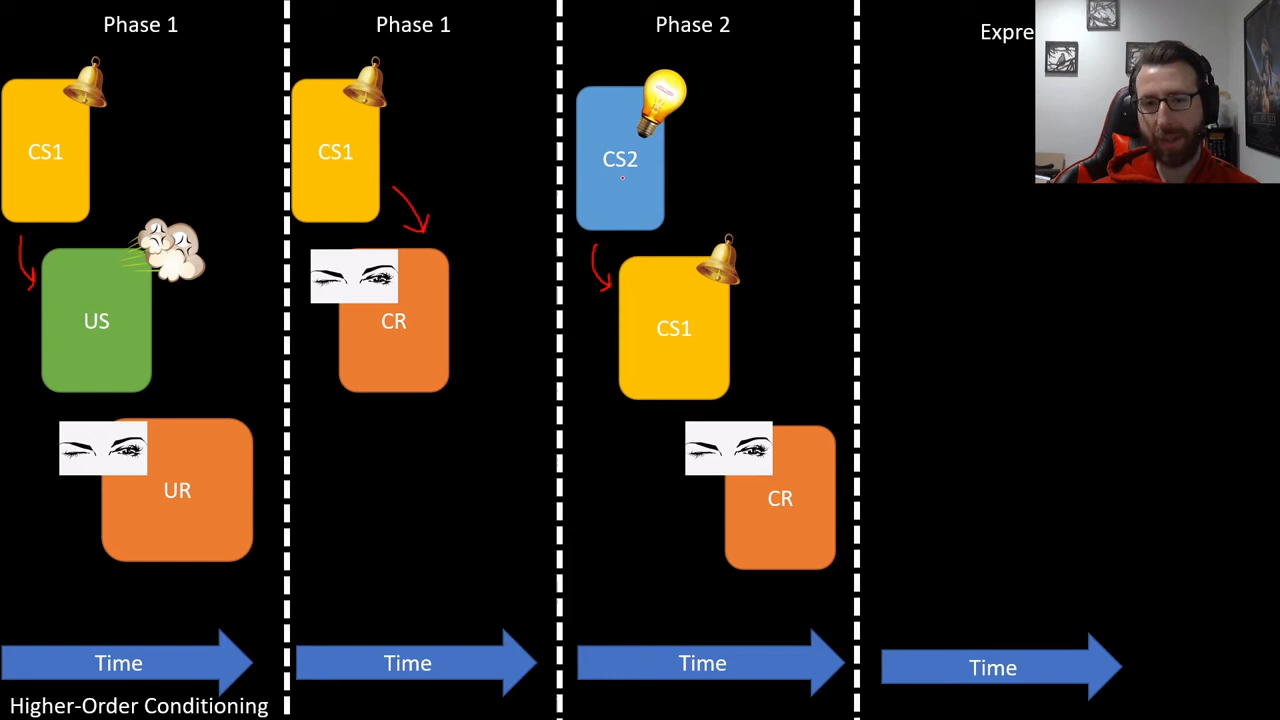 Phase 1
CS1
US
UR
Time
Higher-Order Conditioning
Phase 1
CS1
CR
Time
Phase 2
CS2
CS1
CR
Time
Expre
Time